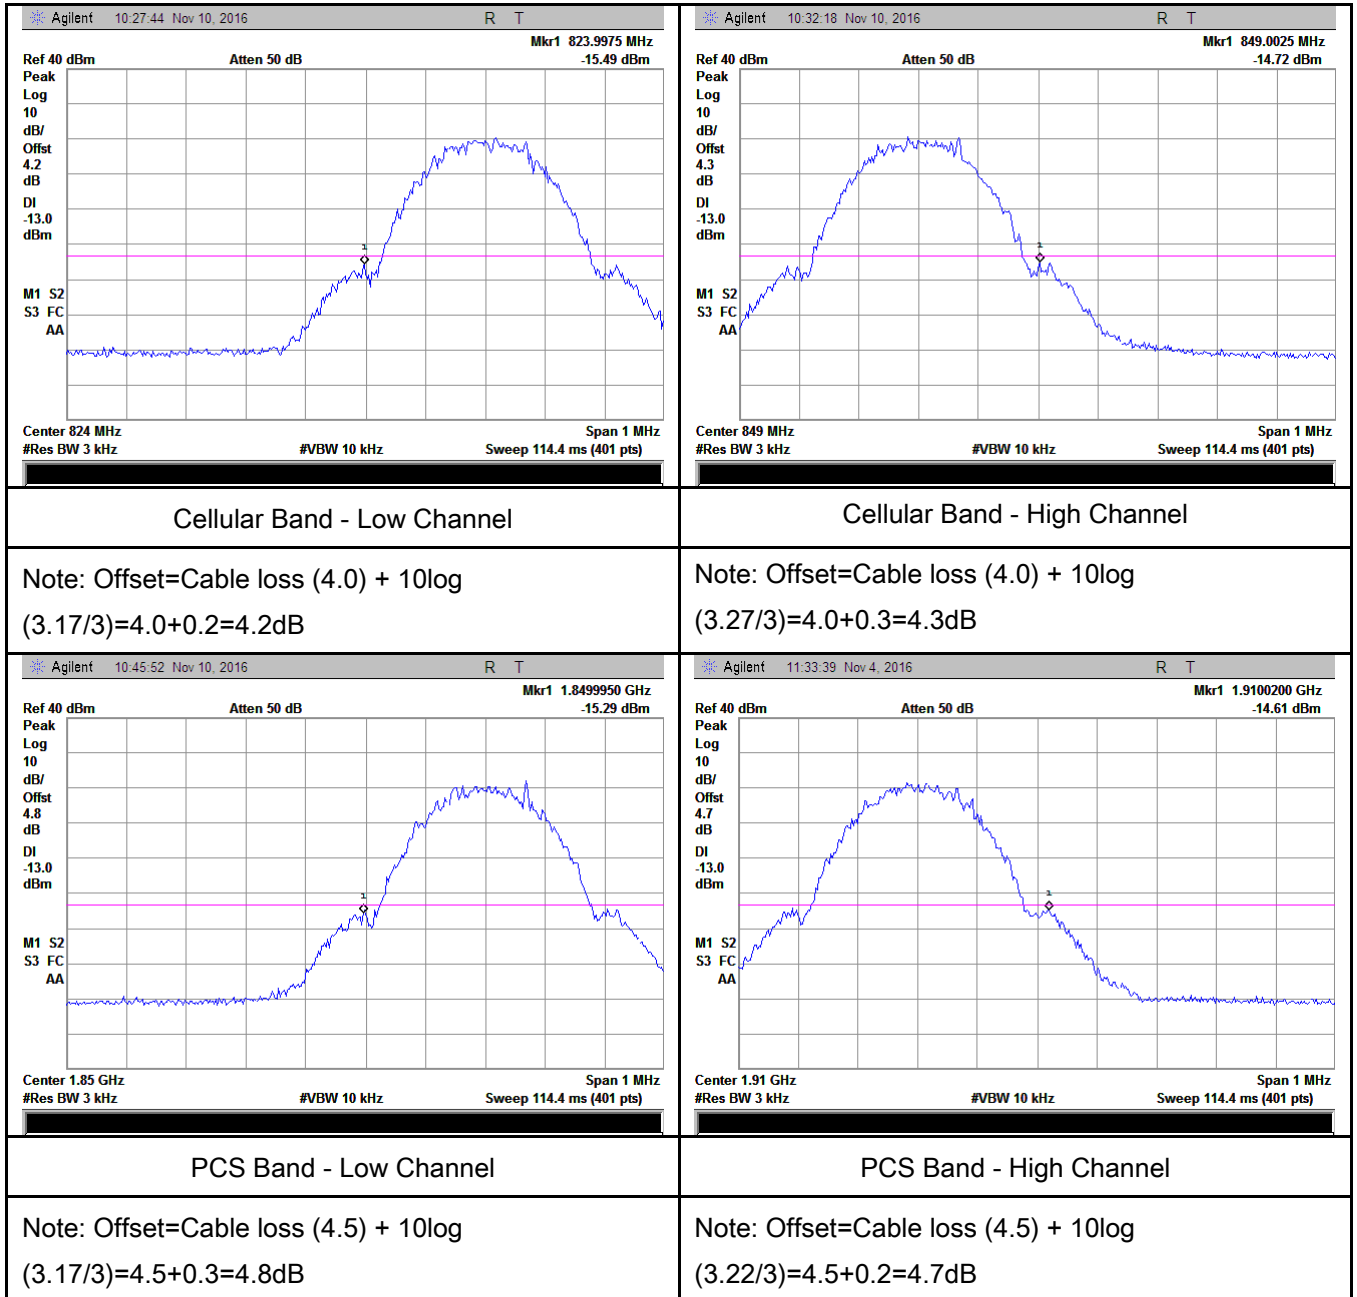 Agilent 10:27:44 Nov 10, 2016 R T
Mkr1 823.9975 MHz
Ref 40 dBm Atten 50 dB -15.49 dBm
Peak
Log
10
dB/
Offst
4.2
dB
DI
-13.0
dBm
1
M1 S2
S3 FC
AA
Center 824 MHz Span 1 MHz
#Res BW 3 kHz #VBW 10 kHz Sweep 114.4 ms (401 pts)
Cellular Band - Low Channel
Note: Offset=Cable loss (4.0) + 10log
(3.17/3)=4.0+0.2=4.2dB
Agilent 10:32:18 Nov 10, 2016 R T
Mkr1 849.0025 MHz
Ref 40 dBm Atten 50 dB -14.72 dBm
Peak
Log
10
dB/
Offst
4.3
dB
DI
-13.0
dBm
1
M1 S2
S3 FC
AA
Center 849 MHz Span 1 MHz
#Res BW 3 kHz #VBW 10 kHz Sweep 114.4 ms (401 pts)
Cellular Band - High Channel
Note: Offset=Cable loss (4.0) + 10log
(3.27/3)=4.0+0.3=4.3dB
Agilent 10:45:52 Nov 10, 2016 R T
Mkr1 1.8499950 GHz
Ref 40 dBm Atten 50 dB -15.29 dBm
Peak
Log
10
dB/
Offst
4.8
dB
DI
-13.0
dBm
1
M1 S2
S3 FC
AA
Center 1.85 GHz Span 1 MHz
#Res BW 3 kHz #VBW 10 kHz Sweep 114.4 ms (401 pts)
PCS Band - Low Channel
Note: Offset=Cable loss (4.5) + 10log
(3.17/3)=4.5+0.3=4.8dB
Agilent 11:33:39 Nov 4, 2016 R T
Mkr1 1.9100200 GHz
Ref 40 dBm Atten 50 dB -14.61 dBm
Peak
Log
10
dB/
Offst
4.7
dB
DI
-13.0
dBm
1
M1 S2
S3 FC
AA
Center 1.91 GHz Span 1 MHz
#Res BW 3 kHz #VBW 10 kHz Sweep 114.4 ms (401 pts)
PCS Band - High Channel
Note: Offset=Cable loss (4.5) + 10log
(3.22/3)=4.5+0.2=4.7dB